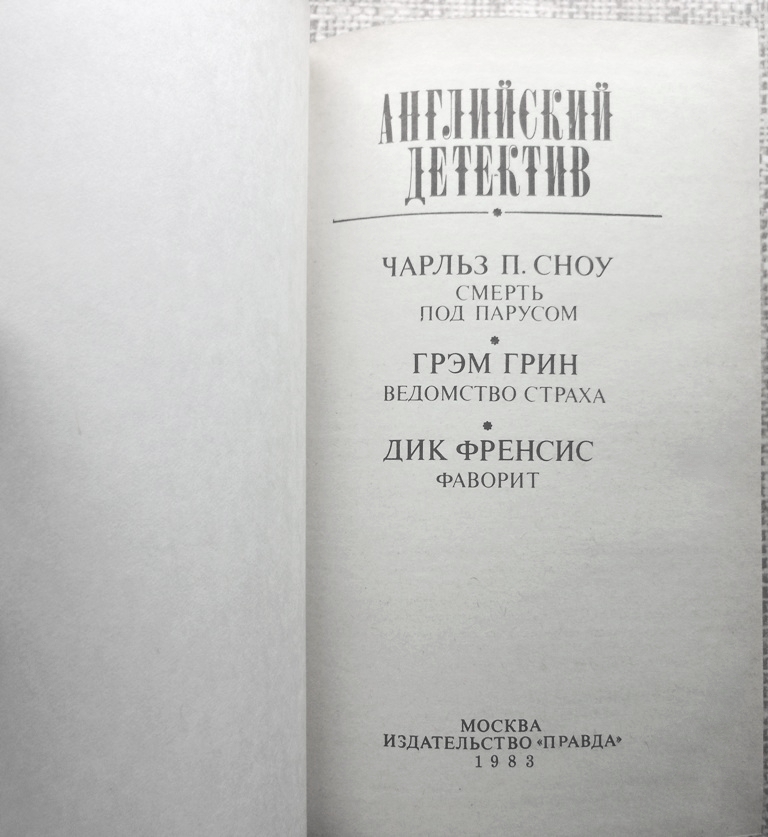 АНГЛИЙСКИЙ
ДЕТЕКТИВ
ЧАРЛЬЗ П. СНОУ
СМЕРТЬ
ПОД ПАРУСОМ
ГРЭМ ГРИН
ВЕДОМСТВО СТРАХА
ДИК ФРЕНСИС
ФАВОРИТ
МОСКВА
ИЗДАТЕЛЬСТВО «ПРАВДА»
1983